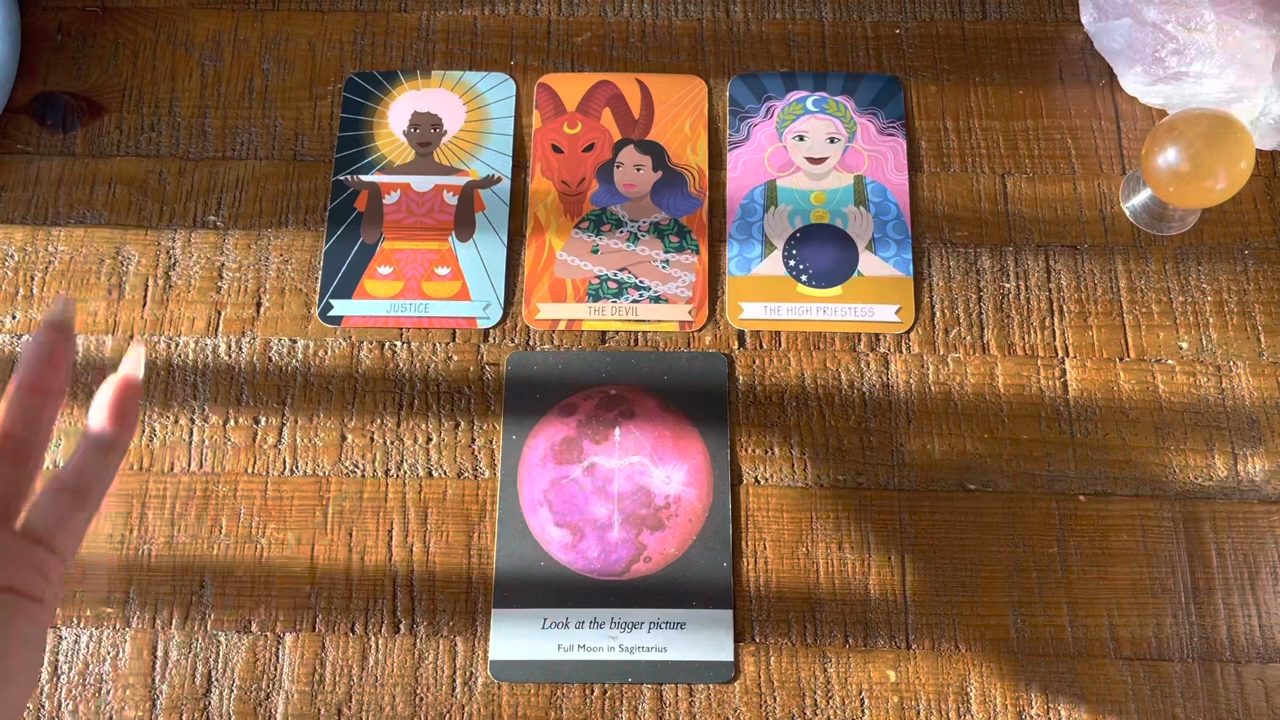 JUSTICE
THE DEVIL
THE HIGH PRIESTESS
Look at the bigger picture
Full Moon in Sagittarius